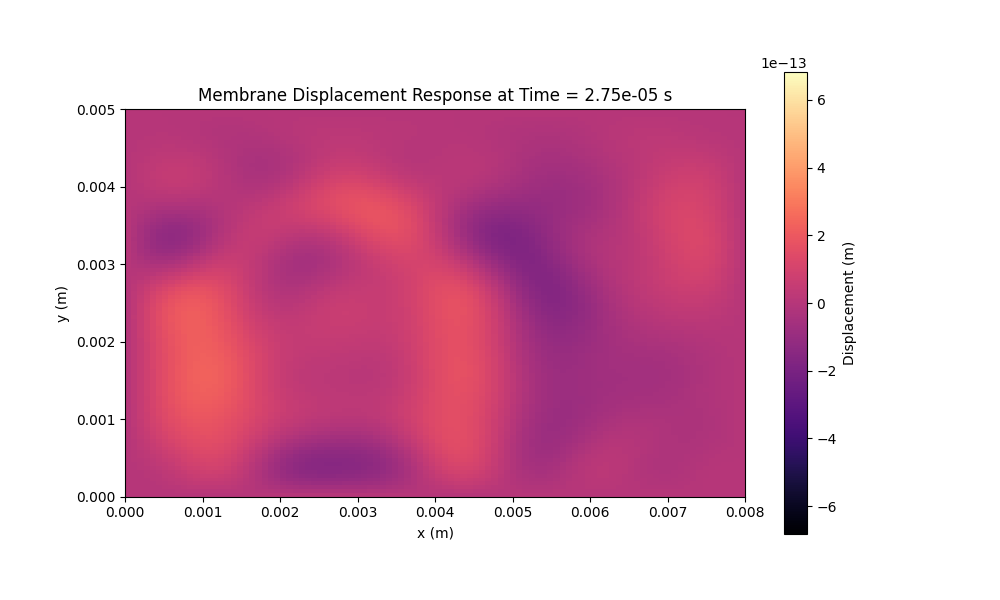 1e−13
Membrane Displacement Response at Time = 2.75e-05 s
0.005
0.004
0.003
0.002
0.001
0.000
y (m)
0.000 0.001 0.002 0.003 0.004 0.005 0.006 0.007 0.008
x (m)
6
4
2
0
−2
−4
−6
Displacement (m)